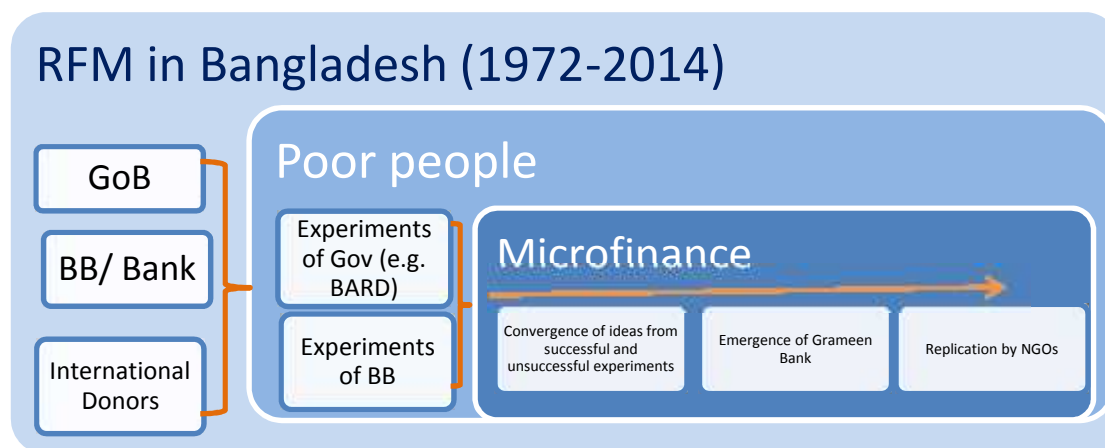 RFM in Bangladesh (1972-2014)
GoB
BB/ Bank
International
Donors
Poor people
Experiments
of Gov (e.g.
BARD)
Experiments
of BB
Microfinance
Convergence of ideas from
successful and
unsuccessful experiments
Emergence of Grameen
Bank
Replication by NGOs